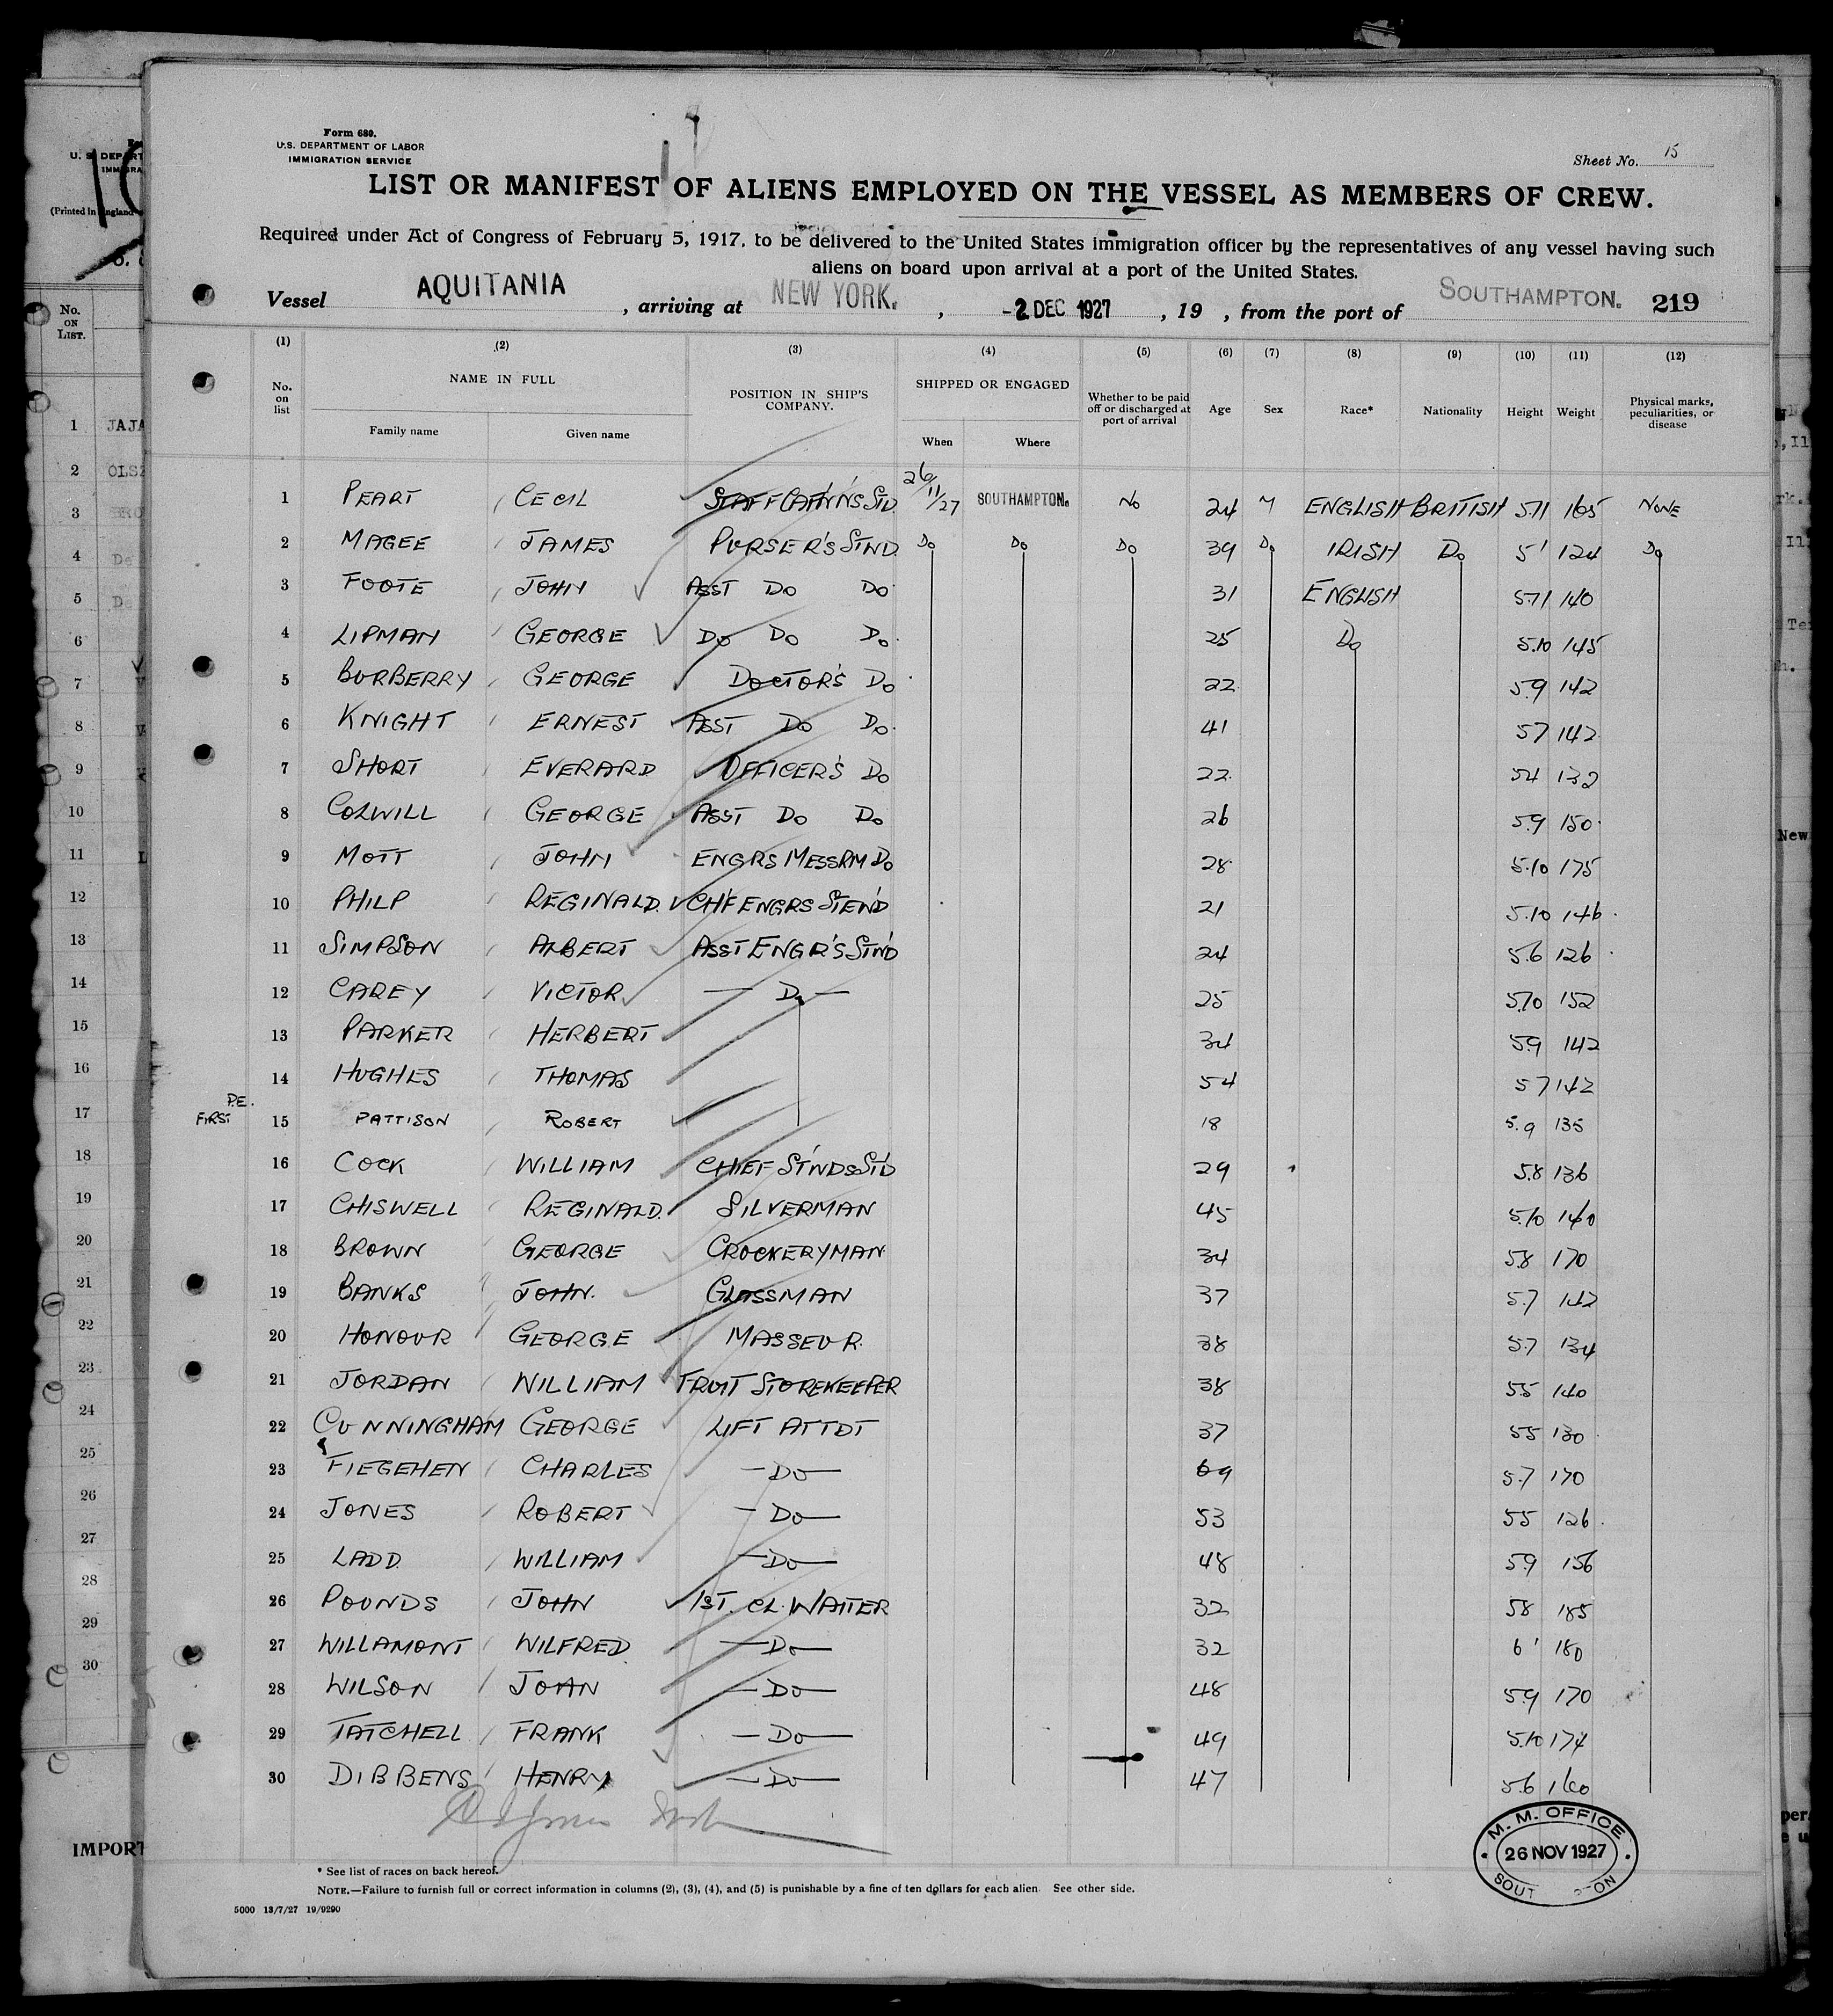 Form 689.
U.S. DEPARTMENT OF LABOR
IMMIGRATION SERVICE
Sheet No. 15
LIST OR MANIFEST OF ALIENS EMPLOYED ON THE VESSEL AS MEMBERS OF CREW.
Required under Act of Congress of February 5, 1917, to be delivered to the United States immigration officer by the representatives of any vessel having such
aliens on board upon arrival at a port of the United States.
Vessel AQUITANIA, arriving at NEW YORK., -2 DEC 1927, 19 , from the port of SOUTHAMPTON. 219
(1) (2) (3) (4) (5) (6) (7) (8) (9) (10) (11) (12)
No. on list NAME IN FULL Family name Given name POSITION IN SHIP'S COMPANY. SHIPPED OR ENGAGED When Where Whether to be paid off or discharged at port of arrival Age Sex Race* Nationality Height Weight Physical marks, peculiarities, or disease
1 PEART CECIL STAFF CAPT'N'S STD 26/11/27 SOUTHAMPTON. No 24 M ENGLISH BRITISH 5.11 165 NONE
2 MAGEE JAMES PURSER'S STWD Do Do Do 39 Do IRISH Do 5' 124 Do
3 FOOTE JOHN ASST Do Do 31 ENGLISH 5.11 140
4 LIPMAN GEORGE Do Do Do 25 Do 5.10 145
5 BURBERRY GEORGE DOCTOR'S Do 22 5.9 142
6 KNIGHT ERNEST ASST Do Do 41 5 7 142
7 SHORT EVERARD OFFICER'S Do 22 54 132
8 COLWILL GEORGE ASST Do Do 26 5.9 150
9 MOTT JOHN ENGRS MESSRM Do 28 5.10 175
10 PHILP REGINALD. CH'F ENGRS STEW'D 21 5.10 146
11 SIMPSON ALBERT ASST ENGR'S STW'D 24 5.6 126
12 CAREY VICTOR — Do — 25 5.10 152
13 PARKER HERBERT 34 5.9 142
14 HUGHES THOMAS 54 5 7 142
P.E.
FIRST 15 PATTISON ROBERT 18 5.9 135
16 COCK WILLIAM CHIEF STWDS STD 29 5.8 136
17 CHISWELL REGINALD. SILVERMAN 45 5.10 140
18 BROWN GEORGE CROCKERYMAN 34 5.8 170
19 BANKS JOHN. GLASSMAN 37 5.7 142
20 HONOUR GEORGE MASSEUR. 38 5.7 134
21 JORDAN WILLIAM FRUIT STOREKEEPER 38 55 140
22 CUNNINGHAM GEORGE LIFT ATTDT 37 55 130
23 FIEGEHEN CHARLES — Do — 69 5.7 170
24 JONES ROBERT — Do — 53 55 126
25 LADD. WILLIAM — Do — 48 5.9 156
26 POUNDS JOHN 1ST. CL. WAITER 32 58 185
27 WILLAMONT WILFRED — Do — 32 6' 180
28 WILSON JOHN — Do — 48 5.9 170
29 TATCHELL FRANK — Do — 49 5.10 174
30 DIBBENS HENRY — Do — 47 5.6 160
M. M. OFFICE
26 NOV 1927
* See list of races on back hereof.
NOTE.—Failure to furnish full or correct information in columns (2), (3), (4), and (5) is punishable by a fine of ten dollars for each alien. See other side.
5000 13/7/27 19/9290